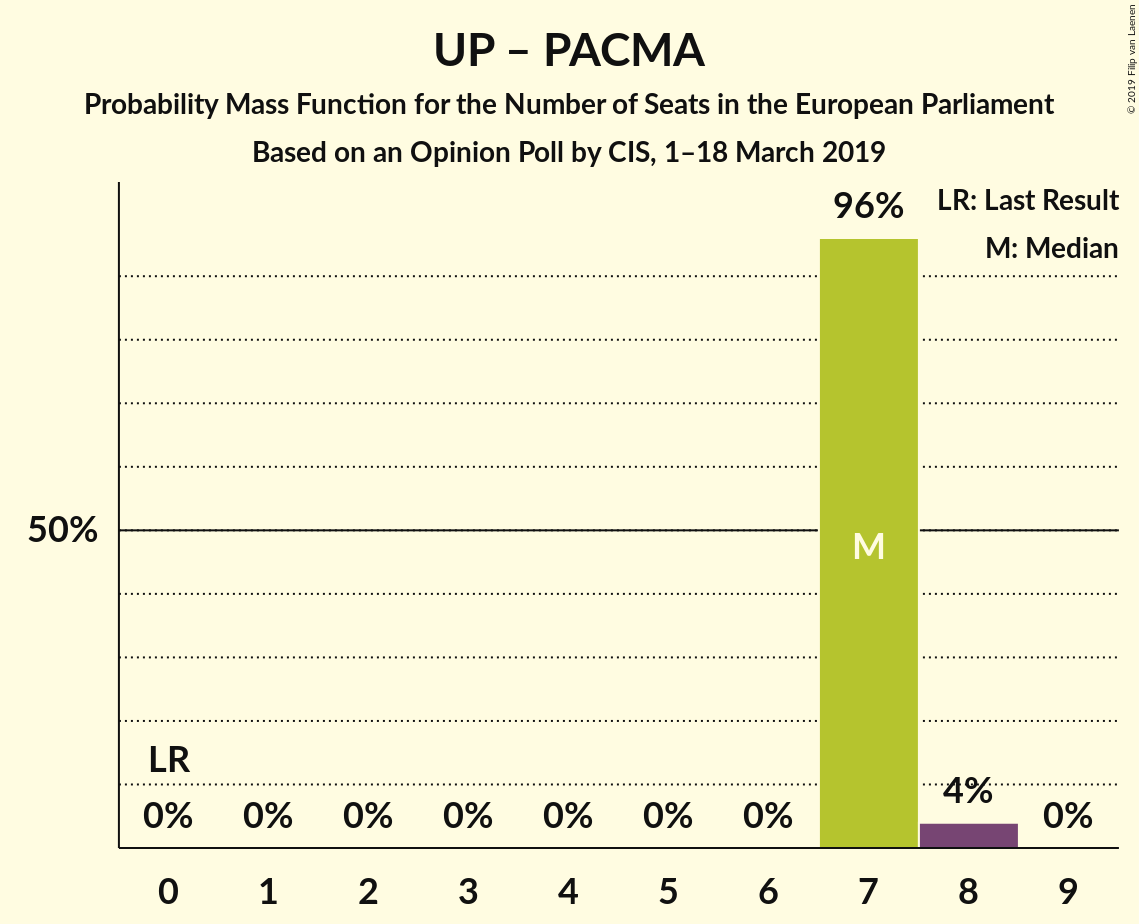 UP – PACMA
Probability Mass Function for the Number of Seats in the European Parliament
Based on an Opinion Poll by CIS, 1–18 March 2019
© 2019 Filip van Laenen
LR: Last Result
M: Median
96%
50%
M
LR
0% 0% 0% 0% 0% 0% 0% 4% 0%
0 1 2 3 4 5 6 7 8 9